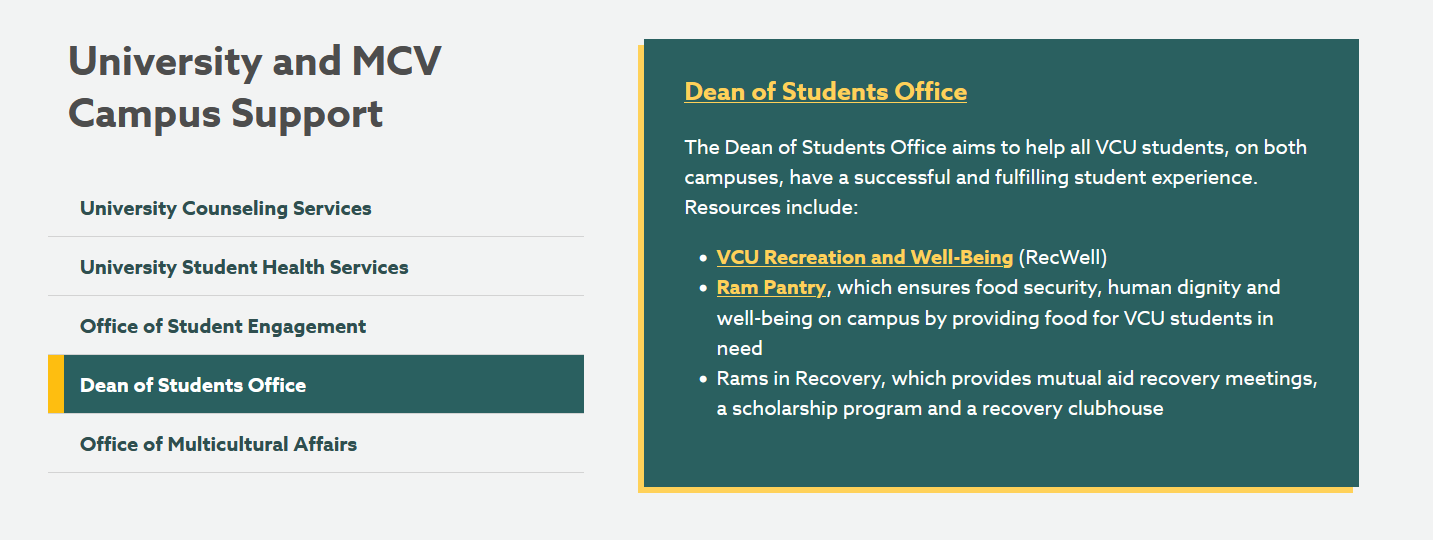 University and MCV
Campus Support
University Counseling Services
University Student Health Services
Office of Student Engagement
Dean of Students Office
Office of Multicultural Affairs
Dean of Students Office
The Dean of Students Office aims to help all VCU students, on both
campuses, have a successful and fulfilling student experience.
Resources include:
• VCU Recreation and Well-Being (RecWell)
• Ram Pantry, which ensures food security, human dignity and
well-being on campus by providing food for VCU students in
need
• Rams in Recovery, which provides mutual aid recovery meetings,
a scholarship program and a recovery clubhouse